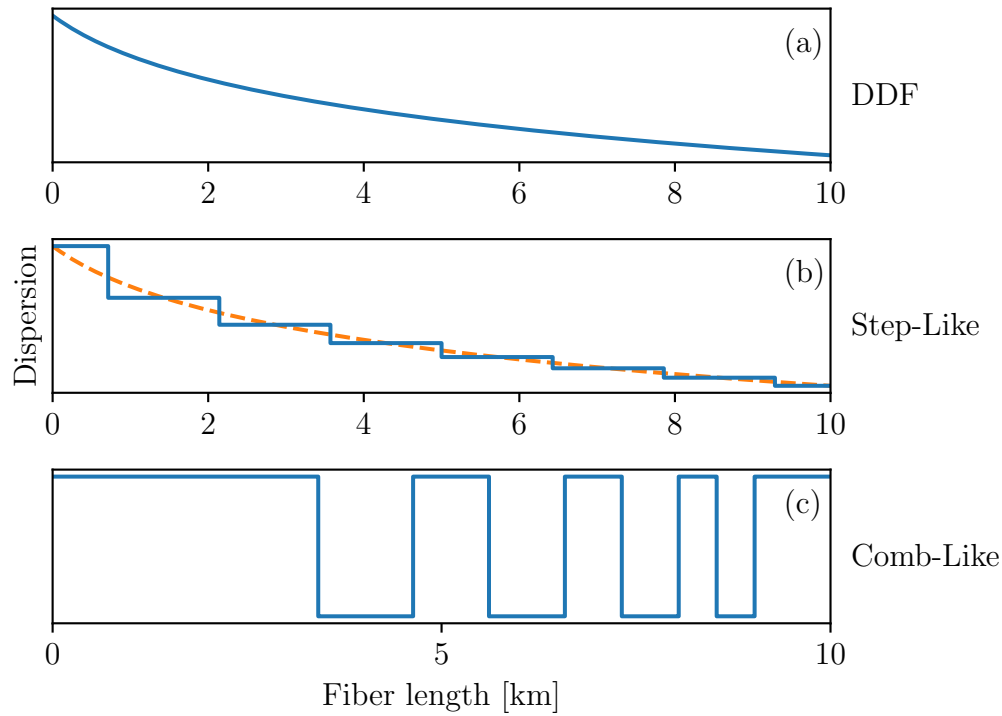 (a)
DDF
0 2 4 6 8 10
Dispersion
(b)
Step-Like
0 2 4 6 8 10
(c)
Comb-Like
0 5 10
Fiber length [km]